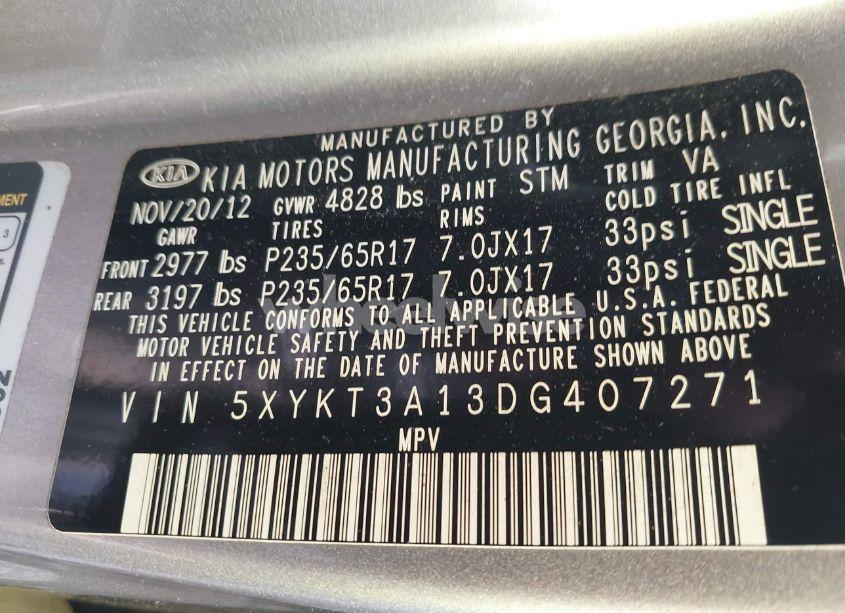 MANUFACTURED BY
KIA KIA MOTORS MANUFACTURING GEORGIA, INC.
NOV/20/12 GVWR 4828 lbs PAINT STM TRIM VA
GAWR TIRES RIMS COLD TIRE INFL
FRONT 2977 lbs P235/65R17 7.0JX17 33psi SINGLE
REAR 3197 lbs P235/65R17 7.0JX17 33psi SINGLE
THIS VEHICLE CONFORMS TO ALL APPLICABLE U.S.A. FEDERAL
MOTOR VEHICLE SAFETY AND THEFT PREVENTION STANDARDS
IN EFFECT ON THE DATE OF MANUFACTURE SHOWN ABOVE
VIN 5XYKT3A13DG407271
MPV
3